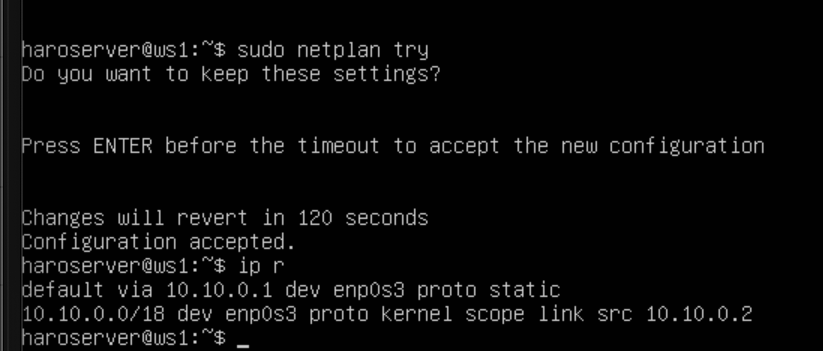 haroserver@ws1:~$ sudo netplan try
Do you want to keep these settings?
Press ENTER before the timeout to accept the new configuration
Changes will revert in 120 seconds
Configuration accepted.
haroserver@ws1:~$ ip r
default via 10.10.0.1 dev enp0s3 proto static
10.10.0.0/18 dev enp0s3 proto kernel scope link src 10.10.0.2
haroserver@ws1:~$ _